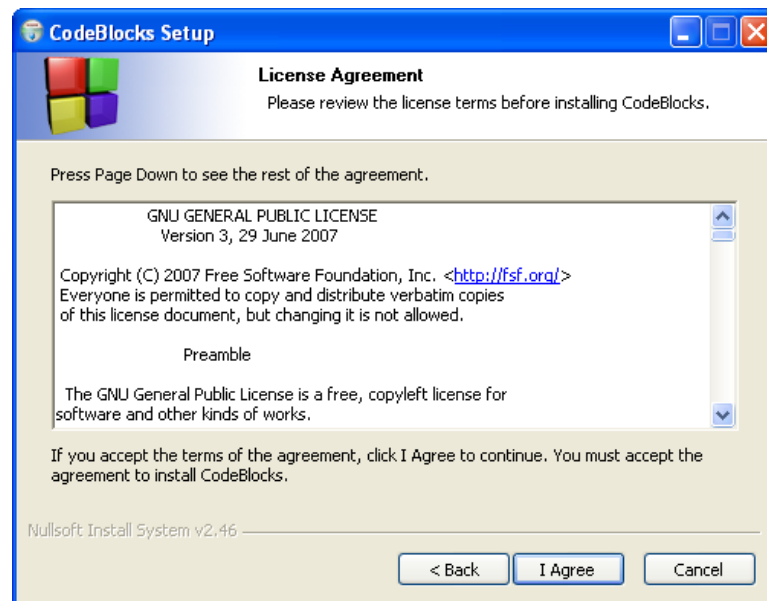 CodeBlocks Setup
License Agreement
Please review the license terms before installing CodeBlocks.
Press Page Down to see the rest of the agreement.
GNU GENERAL PUBLIC LICENSE
Version 3, 29 June 2007
Copyright (C) 2007 Free Software Foundation, Inc. <http://fsf.org/>
Everyone is permitted to copy and distribute verbatim copies
of this license document, but changing it is not allowed.
Preamble
The GNU General Public License is a free, copyleft license for
software and other kinds of works.
If you accept the terms of the agreement, click I Agree to continue. You must accept the
agreement to install CodeBlocks.
Nullsoft Install System v2.46
< Back I Agree Cancel